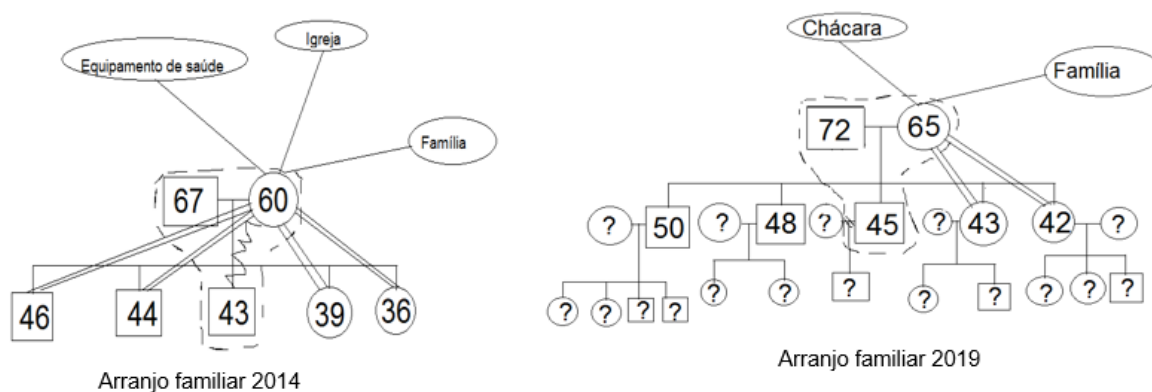 Igreja
Equipamento de saúde
Família
67 60
46 44 43 39 36
Arranjo familiar 2014
Chácara
Família
72 65
? 50 ? 48 ? 45 ? 43 42 ?
? ? ? ? ? ? ? ? ? ? ? ?
Arranjo familiar 2019